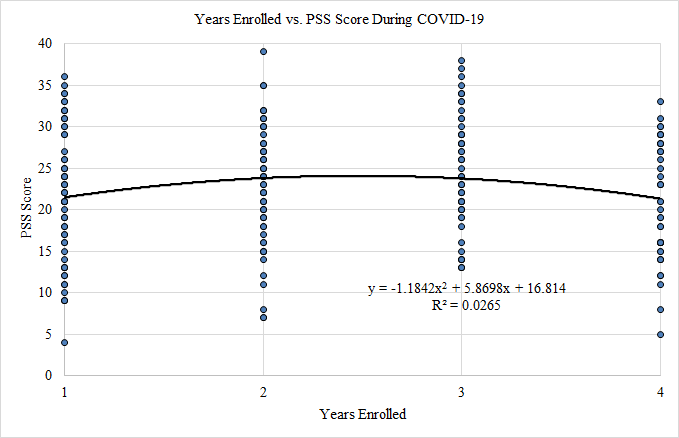 Years Enrolled vs. PSS Score During COVID-19
40
35
30
25
20
15
10
5
0
PSS Score
y = -1.1842x² + 5.8698x + 16.814
R² = 0.0265
1 2 3 4
Years Enrolled